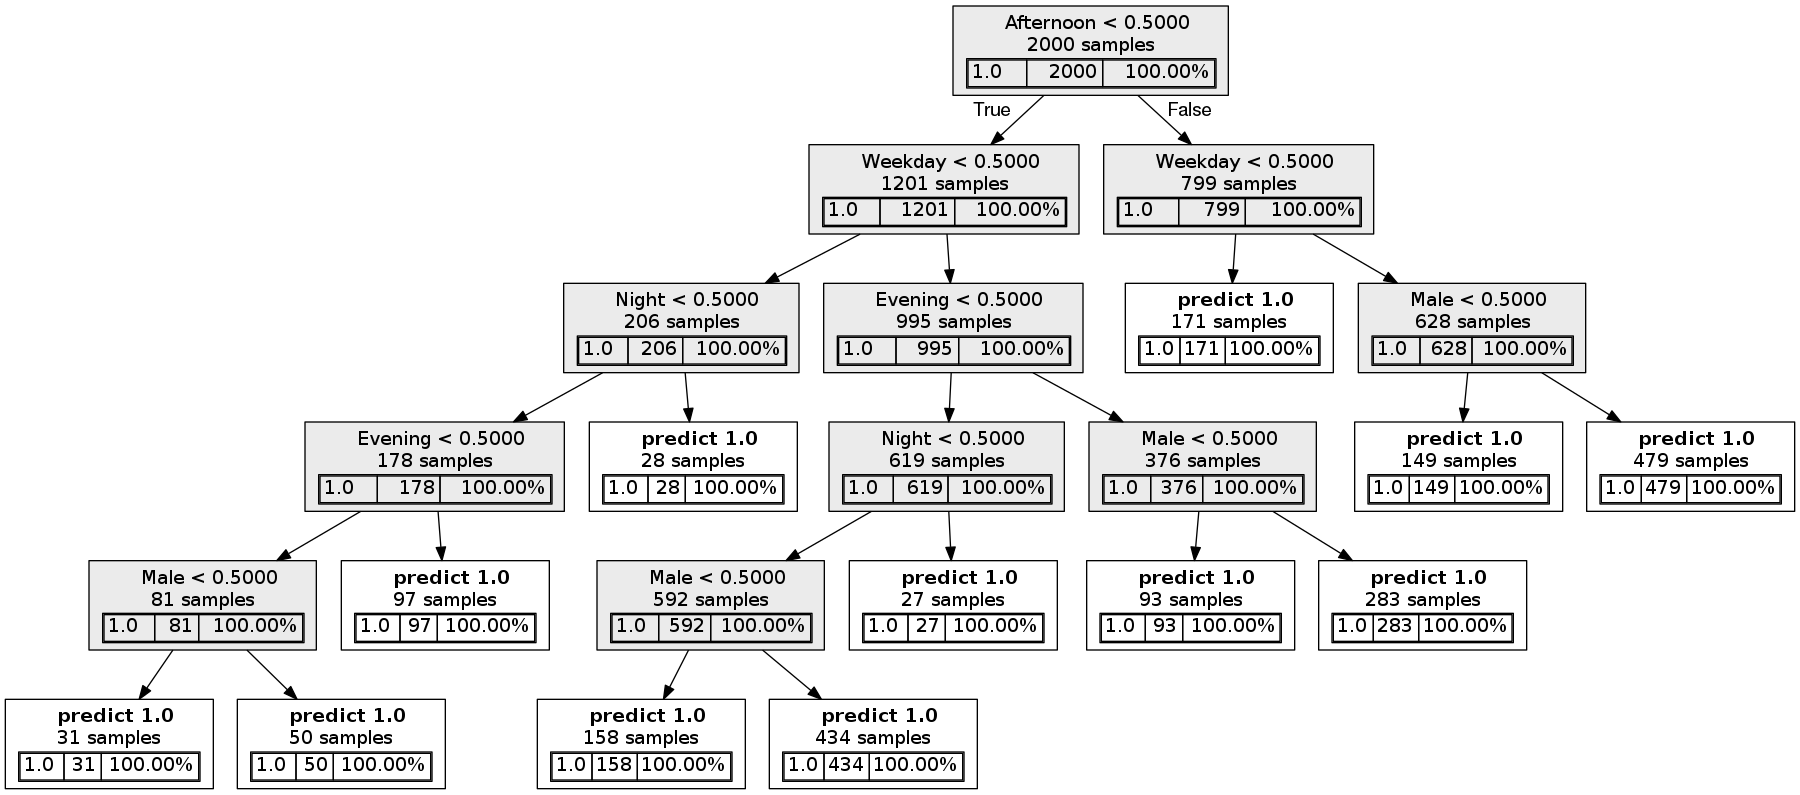 Afternoon < 0.5000
2000 samples
1.0 2000 100.00%
True
False
Weekday < 0.5000
1201 samples
1.0 1201 100.00%
Weekday < 0.5000
799 samples
1.0 799 100.00%
Night < 0.5000
206 samples
1.0 206 100.00%
Evening < 0.5000
995 samples
1.0 995 100.00%
predict 1.0
171 samples
1.0 171 100.00%
Male < 0.5000
628 samples
1.0 628 100.00%
Evening < 0.5000
178 samples
1.0 178 100.00%
predict 1.0
28 samples
1.0 28 100.00%
Night < 0.5000
619 samples
1.0 619 100.00%
Male < 0.5000
376 samples
1.0 376 100.00%
predict 1.0
149 samples
1.0 149 100.00%
predict 1.0
479 samples
1.0 479 100.00%
Male < 0.5000
81 samples
1.0 81 100.00%
predict 1.0
97 samples
1.0 97 100.00%
Male < 0.5000
592 samples
1.0 592 100.00%
predict 1.0
27 samples
1.0 27 100.00%
predict 1.0
93 samples
1.0 93 100.00%
predict 1.0
283 samples
1.0 283 100.00%
predict 1.0
31 samples
1.0 31 100.00%
predict 1.0
50 samples
1.0 50 100.00%
predict 1.0
158 samples
1.0 158 100.00%
predict 1.0
434 samples
1.0 434 100.00%